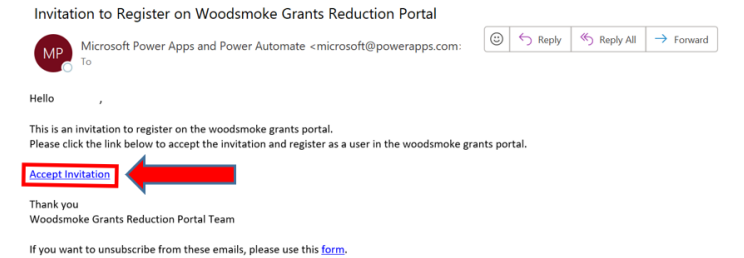 Invitation to Register on Woodsmoke Grants Reduction Portal
MP
Microsoft Power Apps and Power Automate <microsoft@powerapps.com>
To
Reply
Reply All
Forward
Hello ,
This is an invitation to register on the woodsmoke grants portal.
Please click the link below to accept the invitation and register as a user in the woodsmoke grants portal.
Accept Invitation
Thank you
Woodsmoke Grants Reduction Portal Team
If you want to unsubscribe from these emails, please use this form.